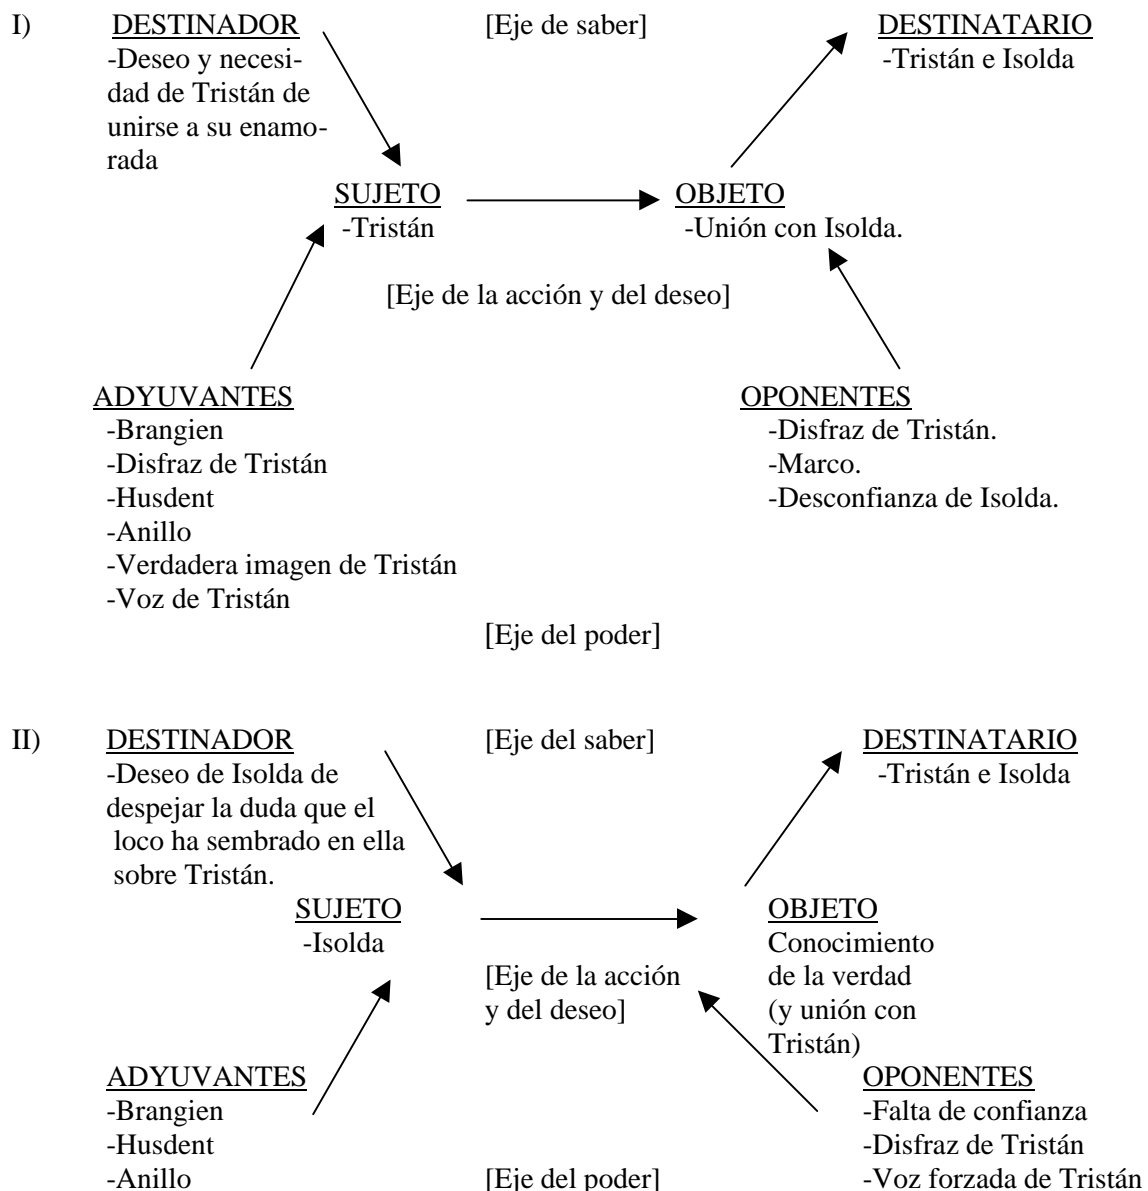 I) DESTINADOR [Eje de saber] DESTINATARIO
-Deseo y necesi- -Tristán e Isolda
dad de Tristán de
unirse a su enamo-
rada
SUJETO OBJETO
-Tristán -Unión con Isolda.
[Eje de la acción y del deseo]
ADYUVANTES OPONENTES
-Brangien -Disfraz de Tristán.
-Disfraz de Tristán -Marco.
-Husdent -Desconfianza de Isolda.
-Anillo
-Verdadera imagen de Tristán
-Voz de Tristán
[Eje del poder]
II) DESTINADOR [Eje del saber] DESTINATARIO
-Deseo de Isolda de -Tristán e Isolda
despejar la duda que el
loco ha sembrado en ella
sobre Tristán.
SUJETO OBJETO
-Isolda Conocimiento
[Eje de la acción de la verdad
y del deseo] (y unión con
Tristán)
ADYUVANTES OPONENTES
-Brangien -Falta de confianza
-Husdent -Disfraz de Tristán
-Anillo [Eje del poder] -Voz forzada de Tristán